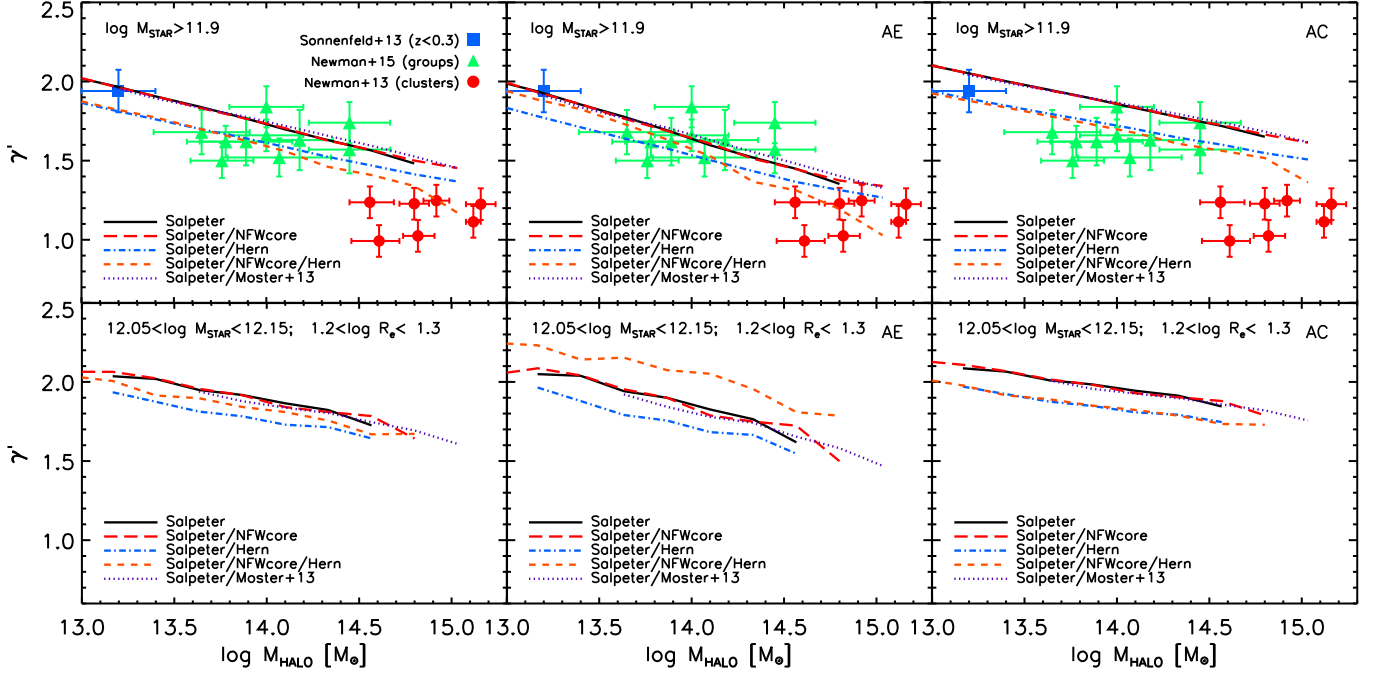 2.5
log M_STAR>11.9
Sonnenfeld+13 (z<0.3)
Newman+15 (groups)
Newman+13 (clusters)
2.0
γ'
1.5
1.0
Salpeter
Salpeter/NFWcore
Salpeter/Hern
Salpeter/NFWcore/Hern
Salpeter/Moster+13
log M_STAR>11.9
AE
Salpeter
Salpeter/NFWcore
Salpeter/Hern
Salpeter/NFWcore/Hern
Salpeter/Moster+13
log M_STAR>11.9
AC
Salpeter
Salpeter/NFWcore
Salpeter/Hern
Salpeter/NFWcore/Hern
Salpeter/Moster+13
2.5
12.05<log M_STAR<12.15; 1.2<log R_e< 1.3
2.0
γ'
1.5
1.0
Salpeter
Salpeter/NFWcore
Salpeter/Hern
Salpeter/NFWcore/Hern
Salpeter/Moster+13
12.05<log M_STAR<12.15; 1.2<log R_e< 1.3
AE
Salpeter
Salpeter/NFWcore
Salpeter/Hern
Salpeter/NFWcore/Hern
Salpeter/Moster+13
12.05<log M_STAR<12.15; 1.2<log R_e< 1.3
AC
Salpeter
Salpeter/NFWcore
Salpeter/Hern
Salpeter/NFWcore/Hern
Salpeter/Moster+13
13.0 13.5 14.0 14.5 15.0 13.0 13.5 14.0 14.5 15.0 13.0 13.5 14.0 14.5 15.0
log M_HALO [M_⊙]
log M_HALO [M_⊙]
log M_HALO [M_⊙]